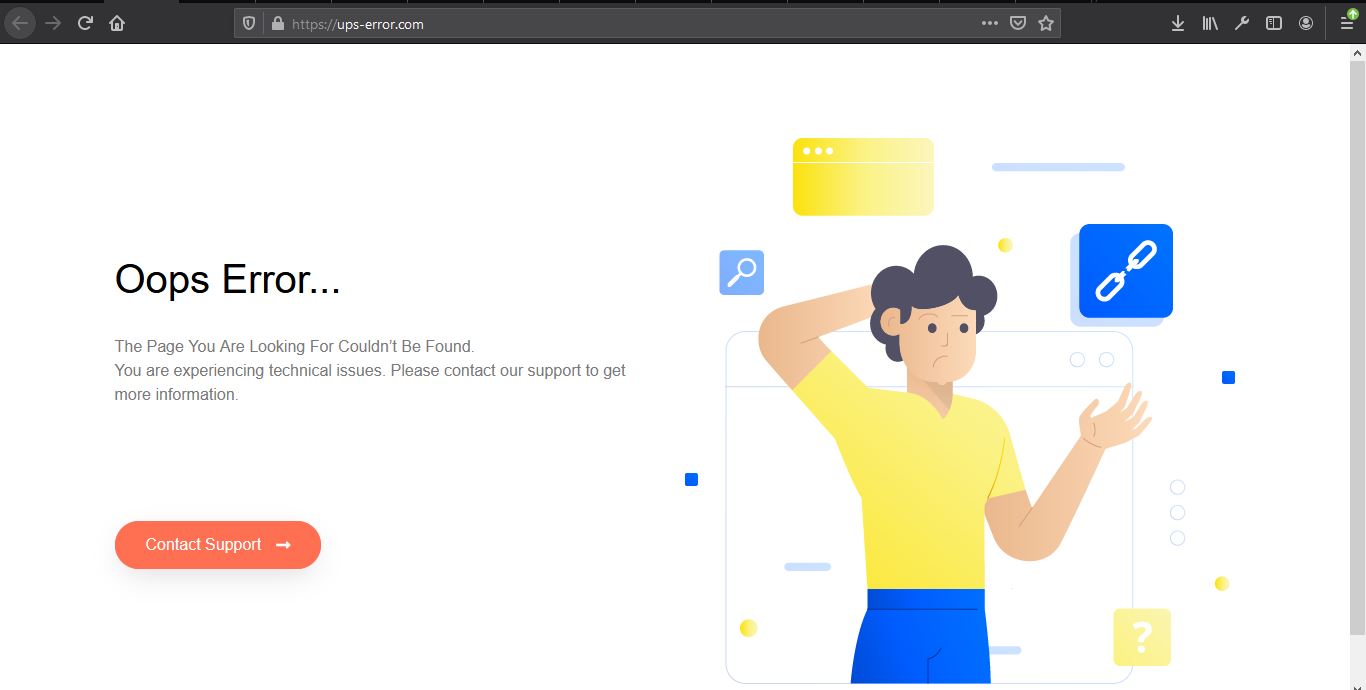 https://ups-error.com
Oops Error...
The Page You Are Looking For Couldn't Be Found.
You are experiencing technical issues. Please contact our support to get
more information.
Contact Support
?